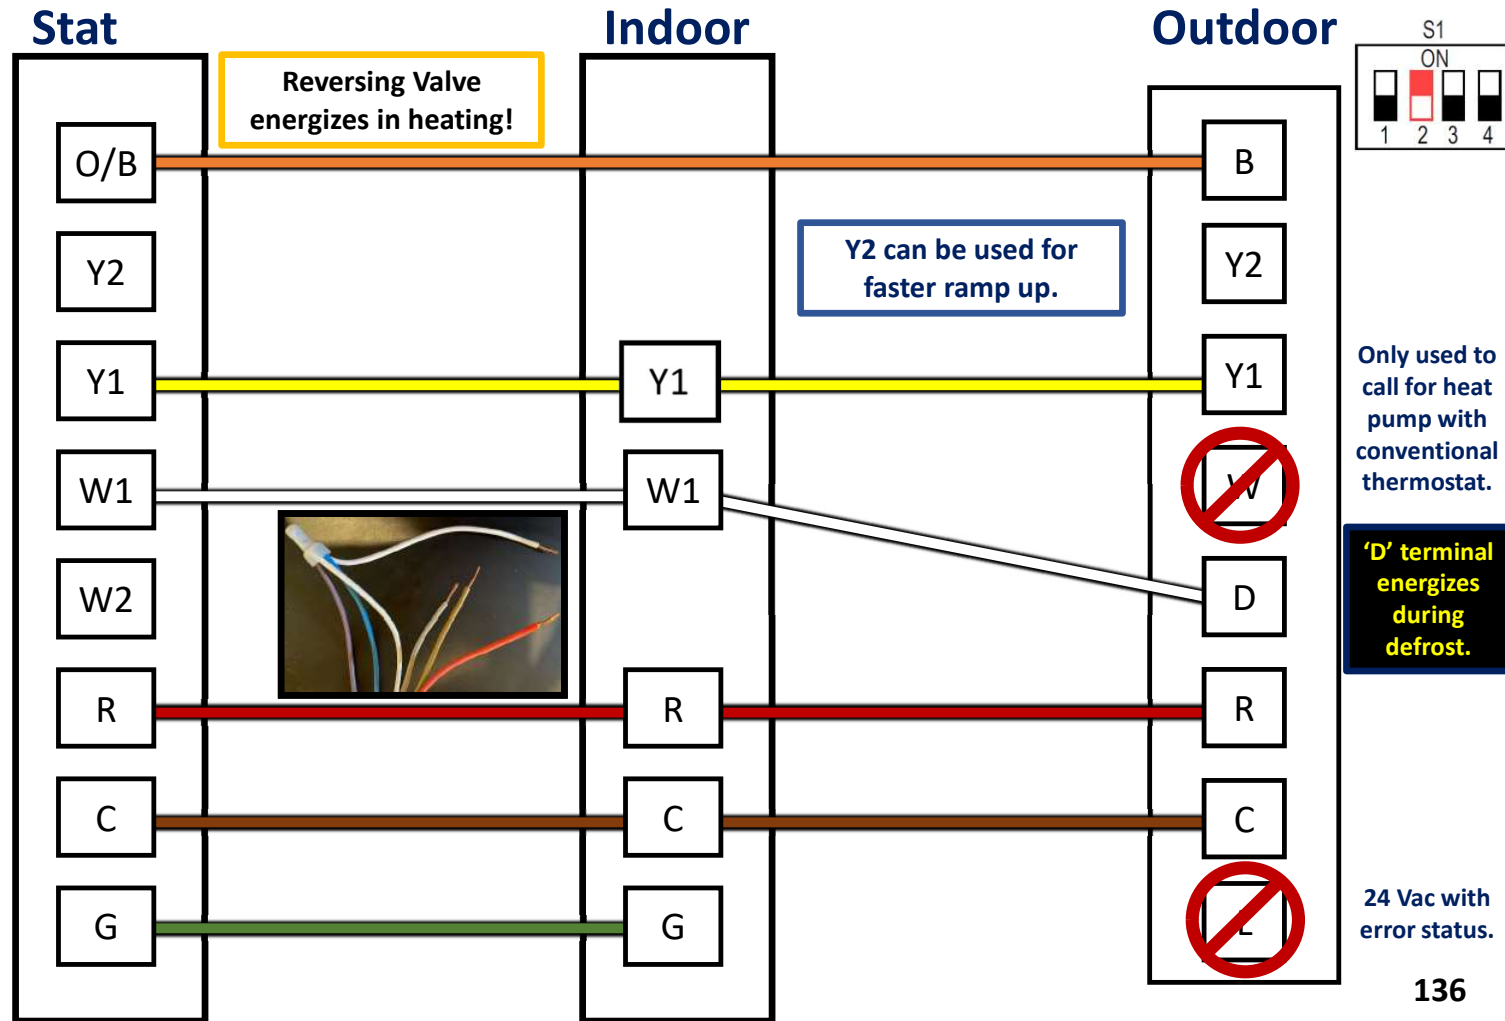 Stat
Indoor
Outdoor
S1
ON
1 2 3 4
Reversing Valve
energizes in heating!
O/B
B
Y2
Y2 can be used for
faster ramp up.
Y2
Y1
Y1
Y1
Only used to
call for heat
pump with
conventional
thermostat.
W1
W1
W
W2
D
'D' terminal
energizes
during
defrost.
R
R
R
C
C
C
G
G
L
24 Vac with
error status.
136